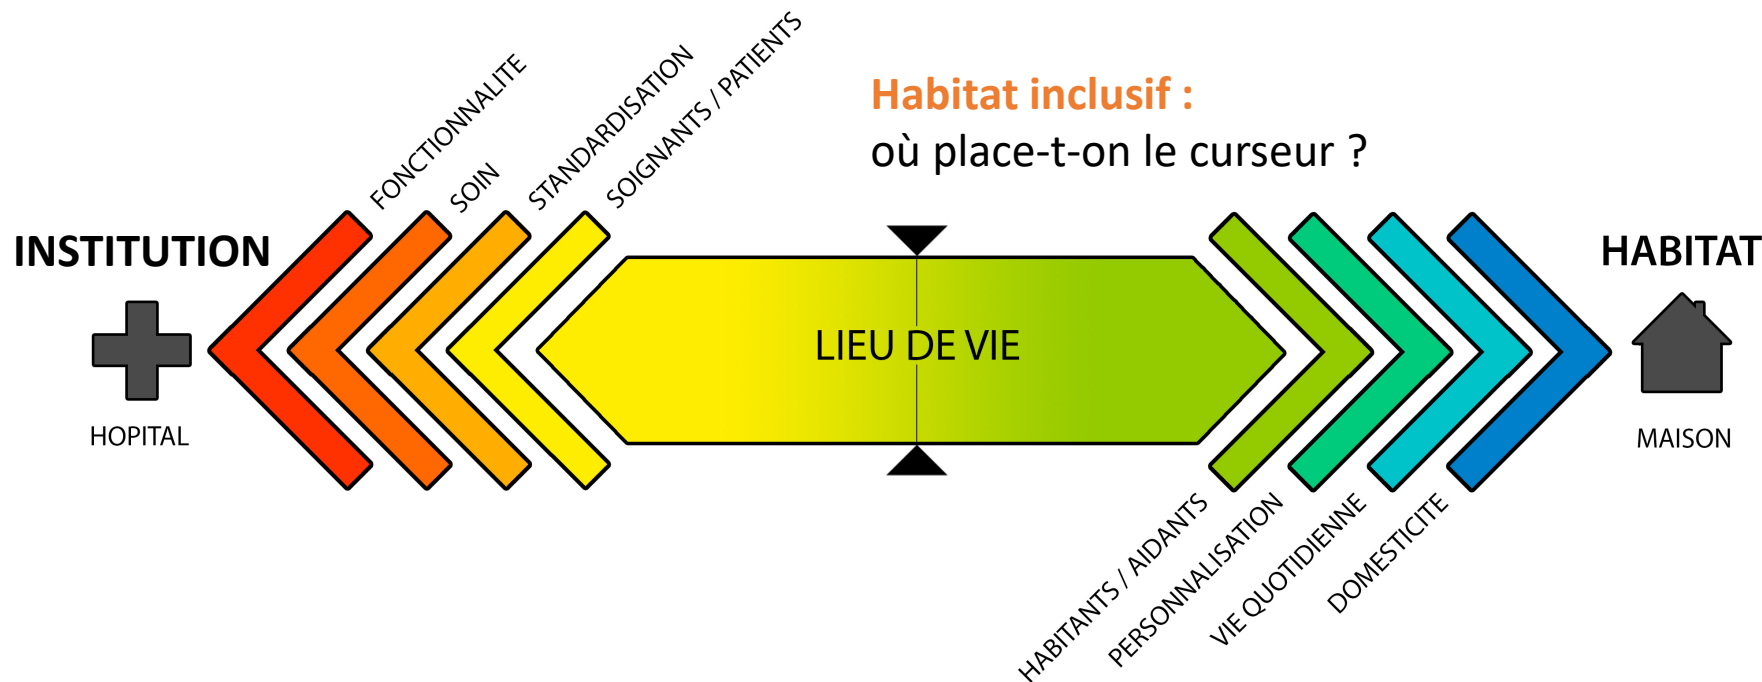 Habitat inclusif :
où place-t-on le curseur ?
FONCTIONNALITE
SOIN
STANDARDISATION
SOIGNANTS / PATIENTS
INSTITUTION
HOPITAL
LIEU DE VIE
HABITAT
MAISON
HABITANTS / AIDANTS
PERSONNALISATION
VIE QUOTIDIENNE
DOMESTICITE